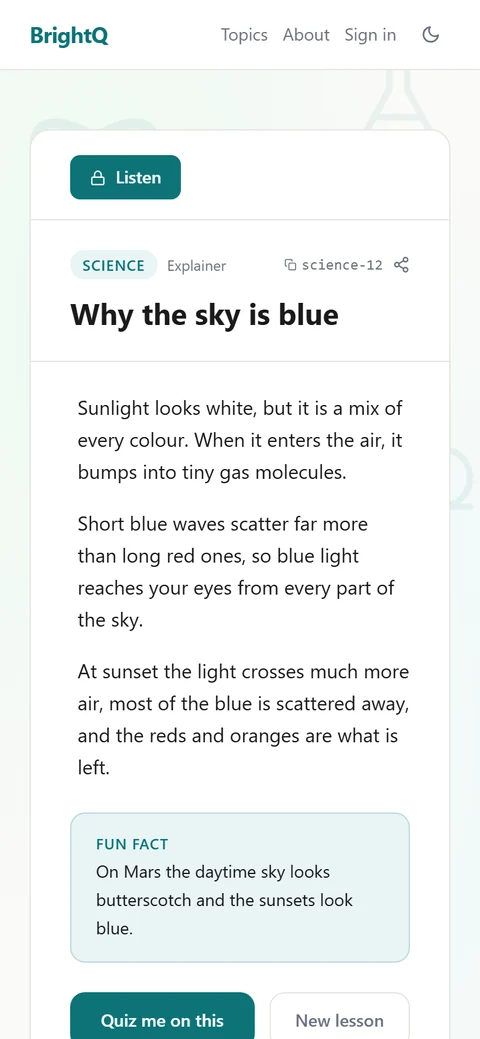 BrightQ
Topics About Sign in
Listen
SCIENCE Explainer science-12
Why the sky is blue
Sunlight looks white, but it is a mix of
every colour. When it enters the air, it
bumps into tiny gas molecules.
Short blue waves scatter far more
than long red ones, so blue light
reaches your eyes from every part of
the sky.
At sunset the light crosses much more
air, most of the blue is scattered away,
and the reds and oranges are what is
left.
FUN FACT
On Mars the daytime sky looks
butterscotch and the sunsets look
blue.
Quiz me on this New lesson